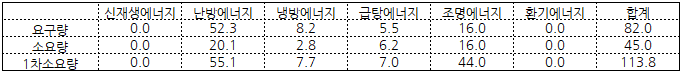 신재생에너지 난방에너지 냉방에너지 급탕에너지 조명에너지 환기에너지 합계
요구량 0.0 52.3 8.2 5.5 16.0 0.0 82.0
소요량 0.0 20.1 2.8 6.2 16.0 0.0 45.0
1차소요량 0.0 55.1 7.7 7.0 44.0 0.0 113.8